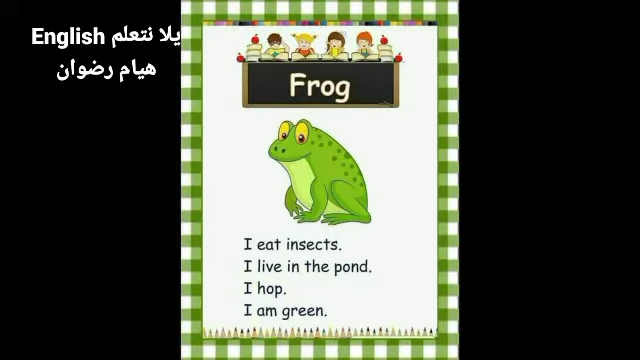 يلا نتعلم English
هيام رضوان
Frog
I eat insects.
I live in the pond.
I hop.
I am green.